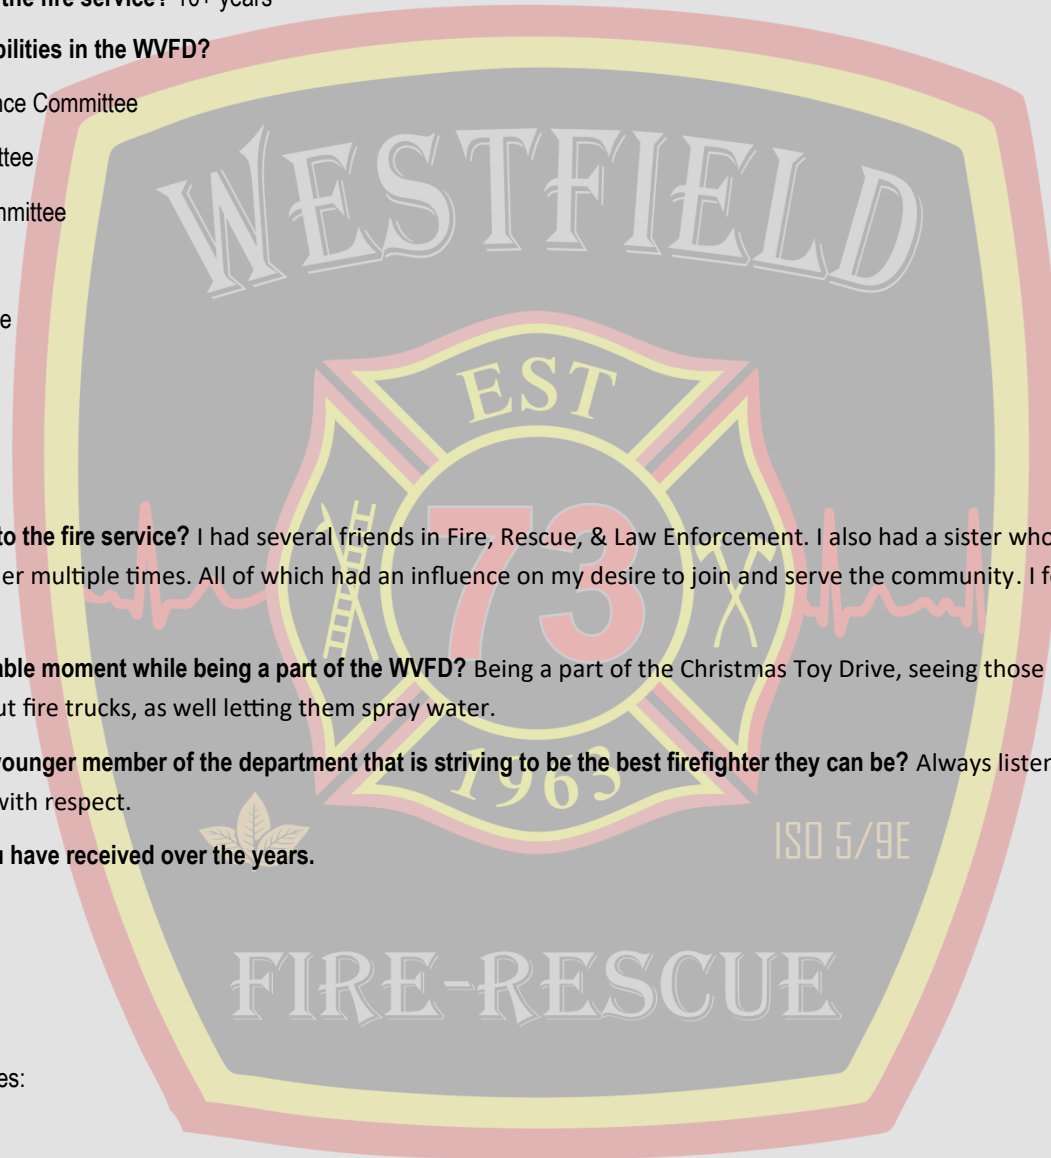 the fire service? years
bilities in the WVFD?
nce Committee
ttee
mmittee
e
WESTFIELD
EST
73
to the fire service? I had several friends in Fire, Rescue, & Law Enforcement. I also had a sister who
er multiple times. All of which had an influence on my desire to join and serve the community. I fe
able moment while being a part of the WVFD? Being a part of the Christmas Toy Drive, seeing those
ut fire trucks, as well letting them spray water.
younger member of the department that is striving to be the best firefighter they can be? Always listen
with respect.
1963
ISO 5/9E
u have received over the years.
FIRE-RESCUE
es: